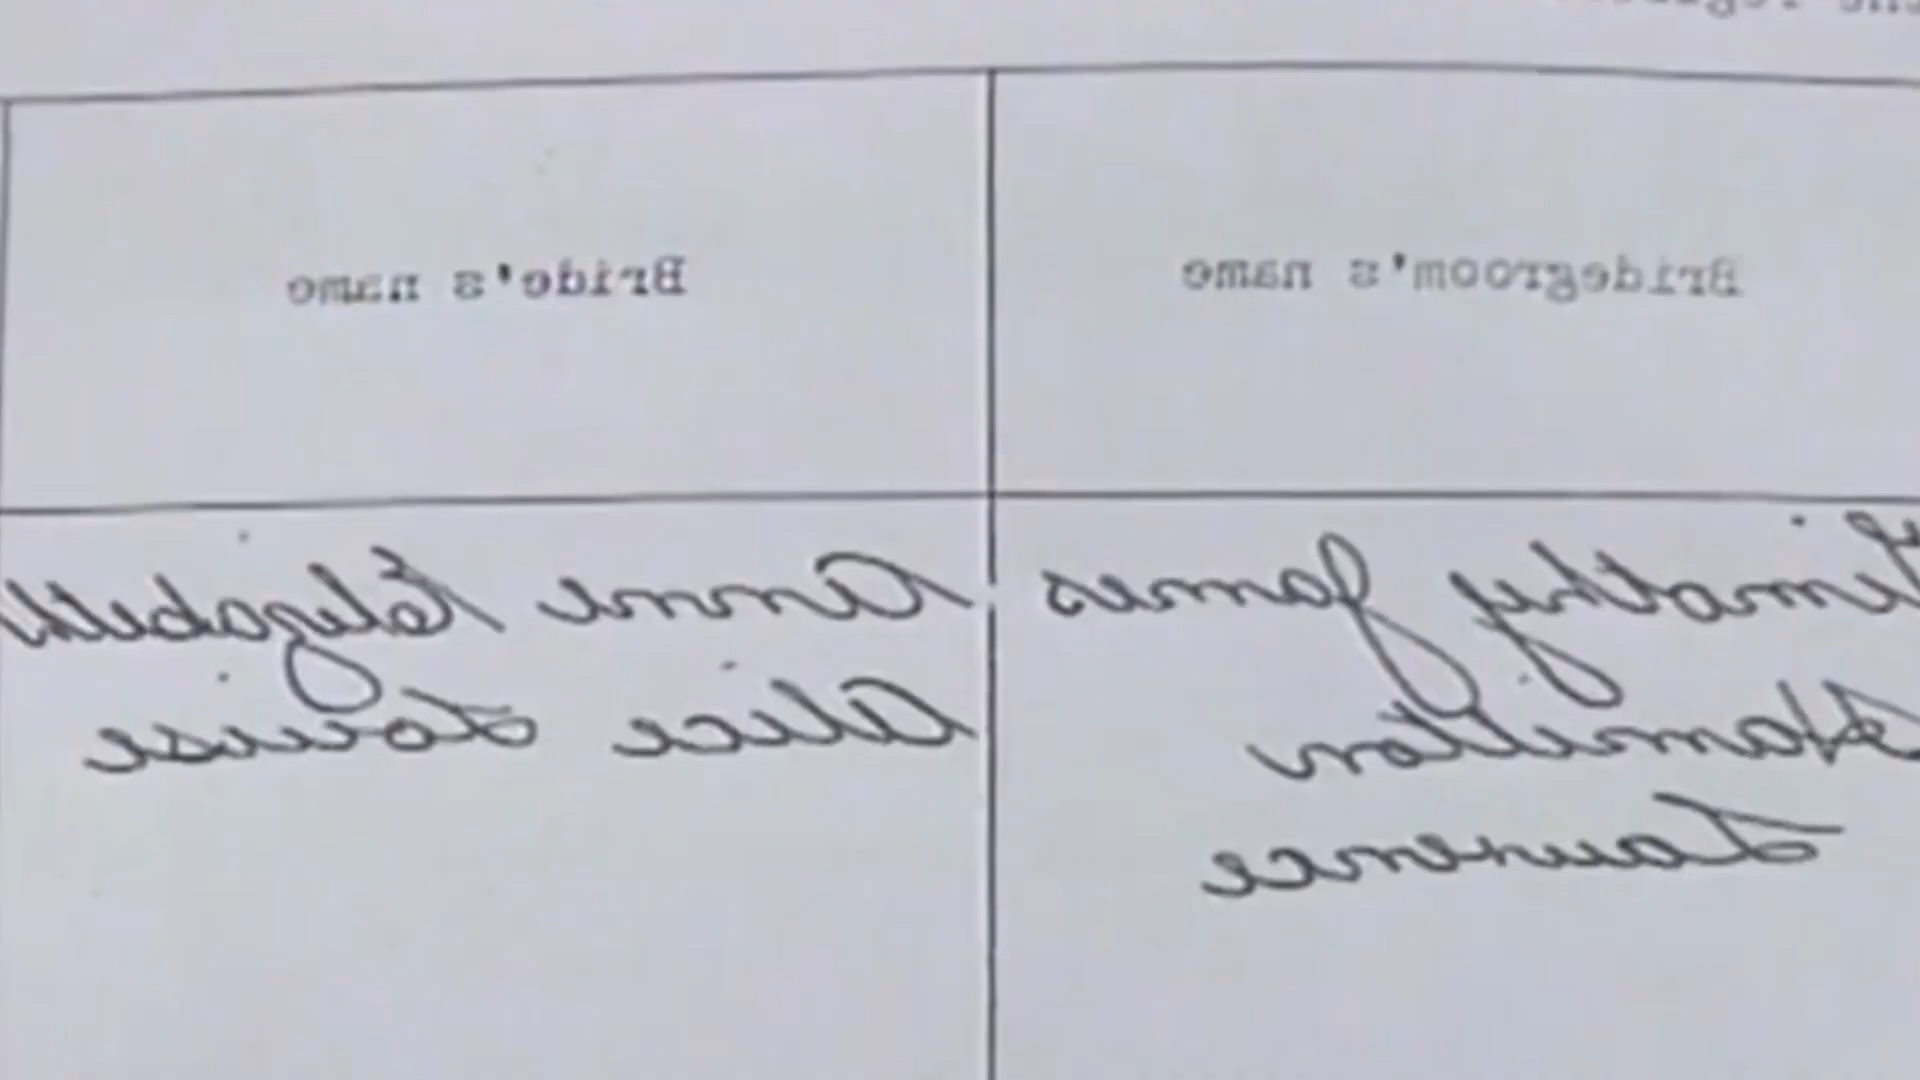 Bridegroom's name
Bride's name
Timothy James
Hamilton
Laurence
Anne Elizabeth
Alice Louise